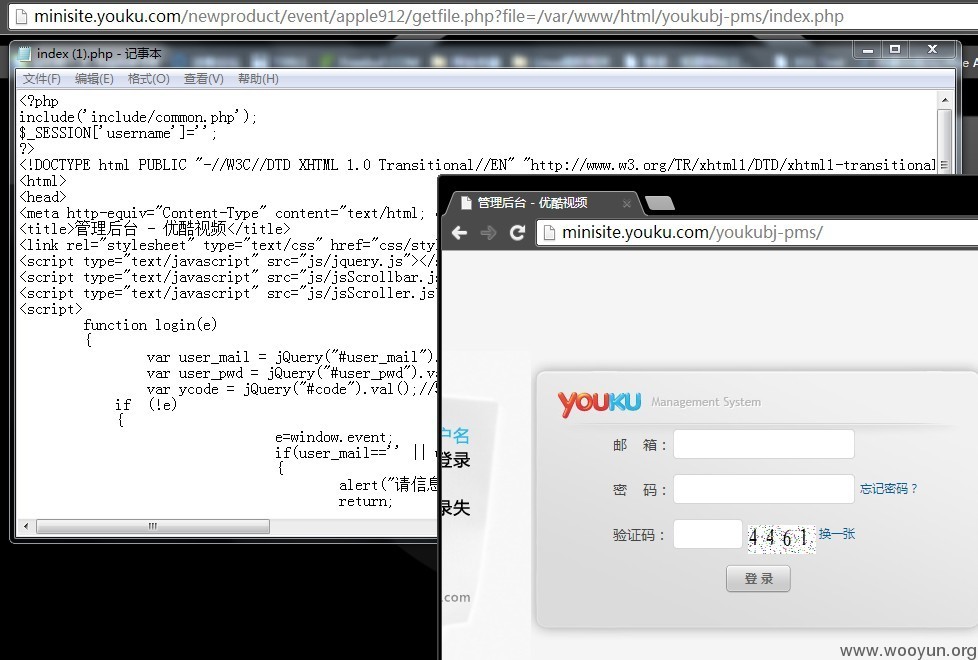 minisite.youku.com/newproduct/event/apple912/getfile.php?file=/var/www/html/youkubj-pms/index.php
index (1).php - 记事本
文件(F) 编辑(E) 格式(O) 查看(V) 帮助(H)
<?php
include('include/common.php');
$_SESSION['username']='';
?>
<!DOCTYPE html PUBLIC "-//W3C//DTD XHTML 1.0 Transitional//EN" "http://www.w3.org/TR/xhtml1/DTD/xhtml1-transitional
<html>
<head>
<meta http-equiv="Content-Type" content="text/html;
<title>管理后台 - 优酷视频</title>
<link rel="stylesheet" type="text/css" href="css/sty
<script type="text/javascript" src="js/jquery.js"></
<script type="text/javascript" src="js/jsScrollbar.js
<script type="text/javascript" src="js/jsScroller.js
<script>
function login(e)
{
var user_mail = jQuery("#user_mail").
var user_pwd = jQuery("#user_pwd").va
var ycode = jQuery("#code").val();//
if (!e)
{
e=window.event;
if(user_mail=='' ||
{
alert("请信息
return;
管理后台 - 优酷视频
minisite.youku.com/youkubj-pms/
户名
登录
录失
.com
YOUKU Management System
邮 箱：
密 码： 忘记密码？
验证码： 4461 换一张
登 录
www.wooyun.org